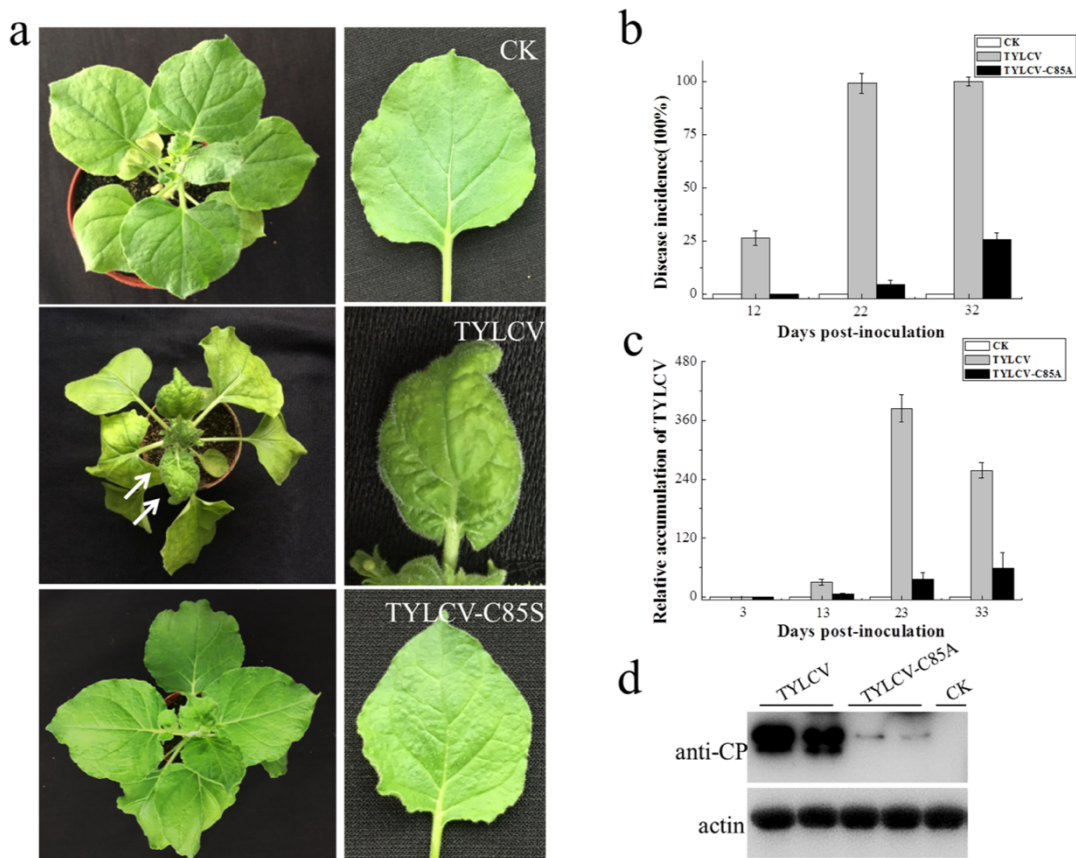 a
CK
TYLCV
TYLCV-C85S
b
CK
TYLCV
TYLCV-C85A
Disease incidence(100%)
100
75
50
25
0
12 22 32
Days post-inoculation
c
CK
TYLCV
TYLCV-C85A
Relative accumulation of TYLCV
480
360
240
120
0
3 13 23 33
Days post-inoculation
d
TYLCV TYLCV-C85A CK
anti-CP
actin